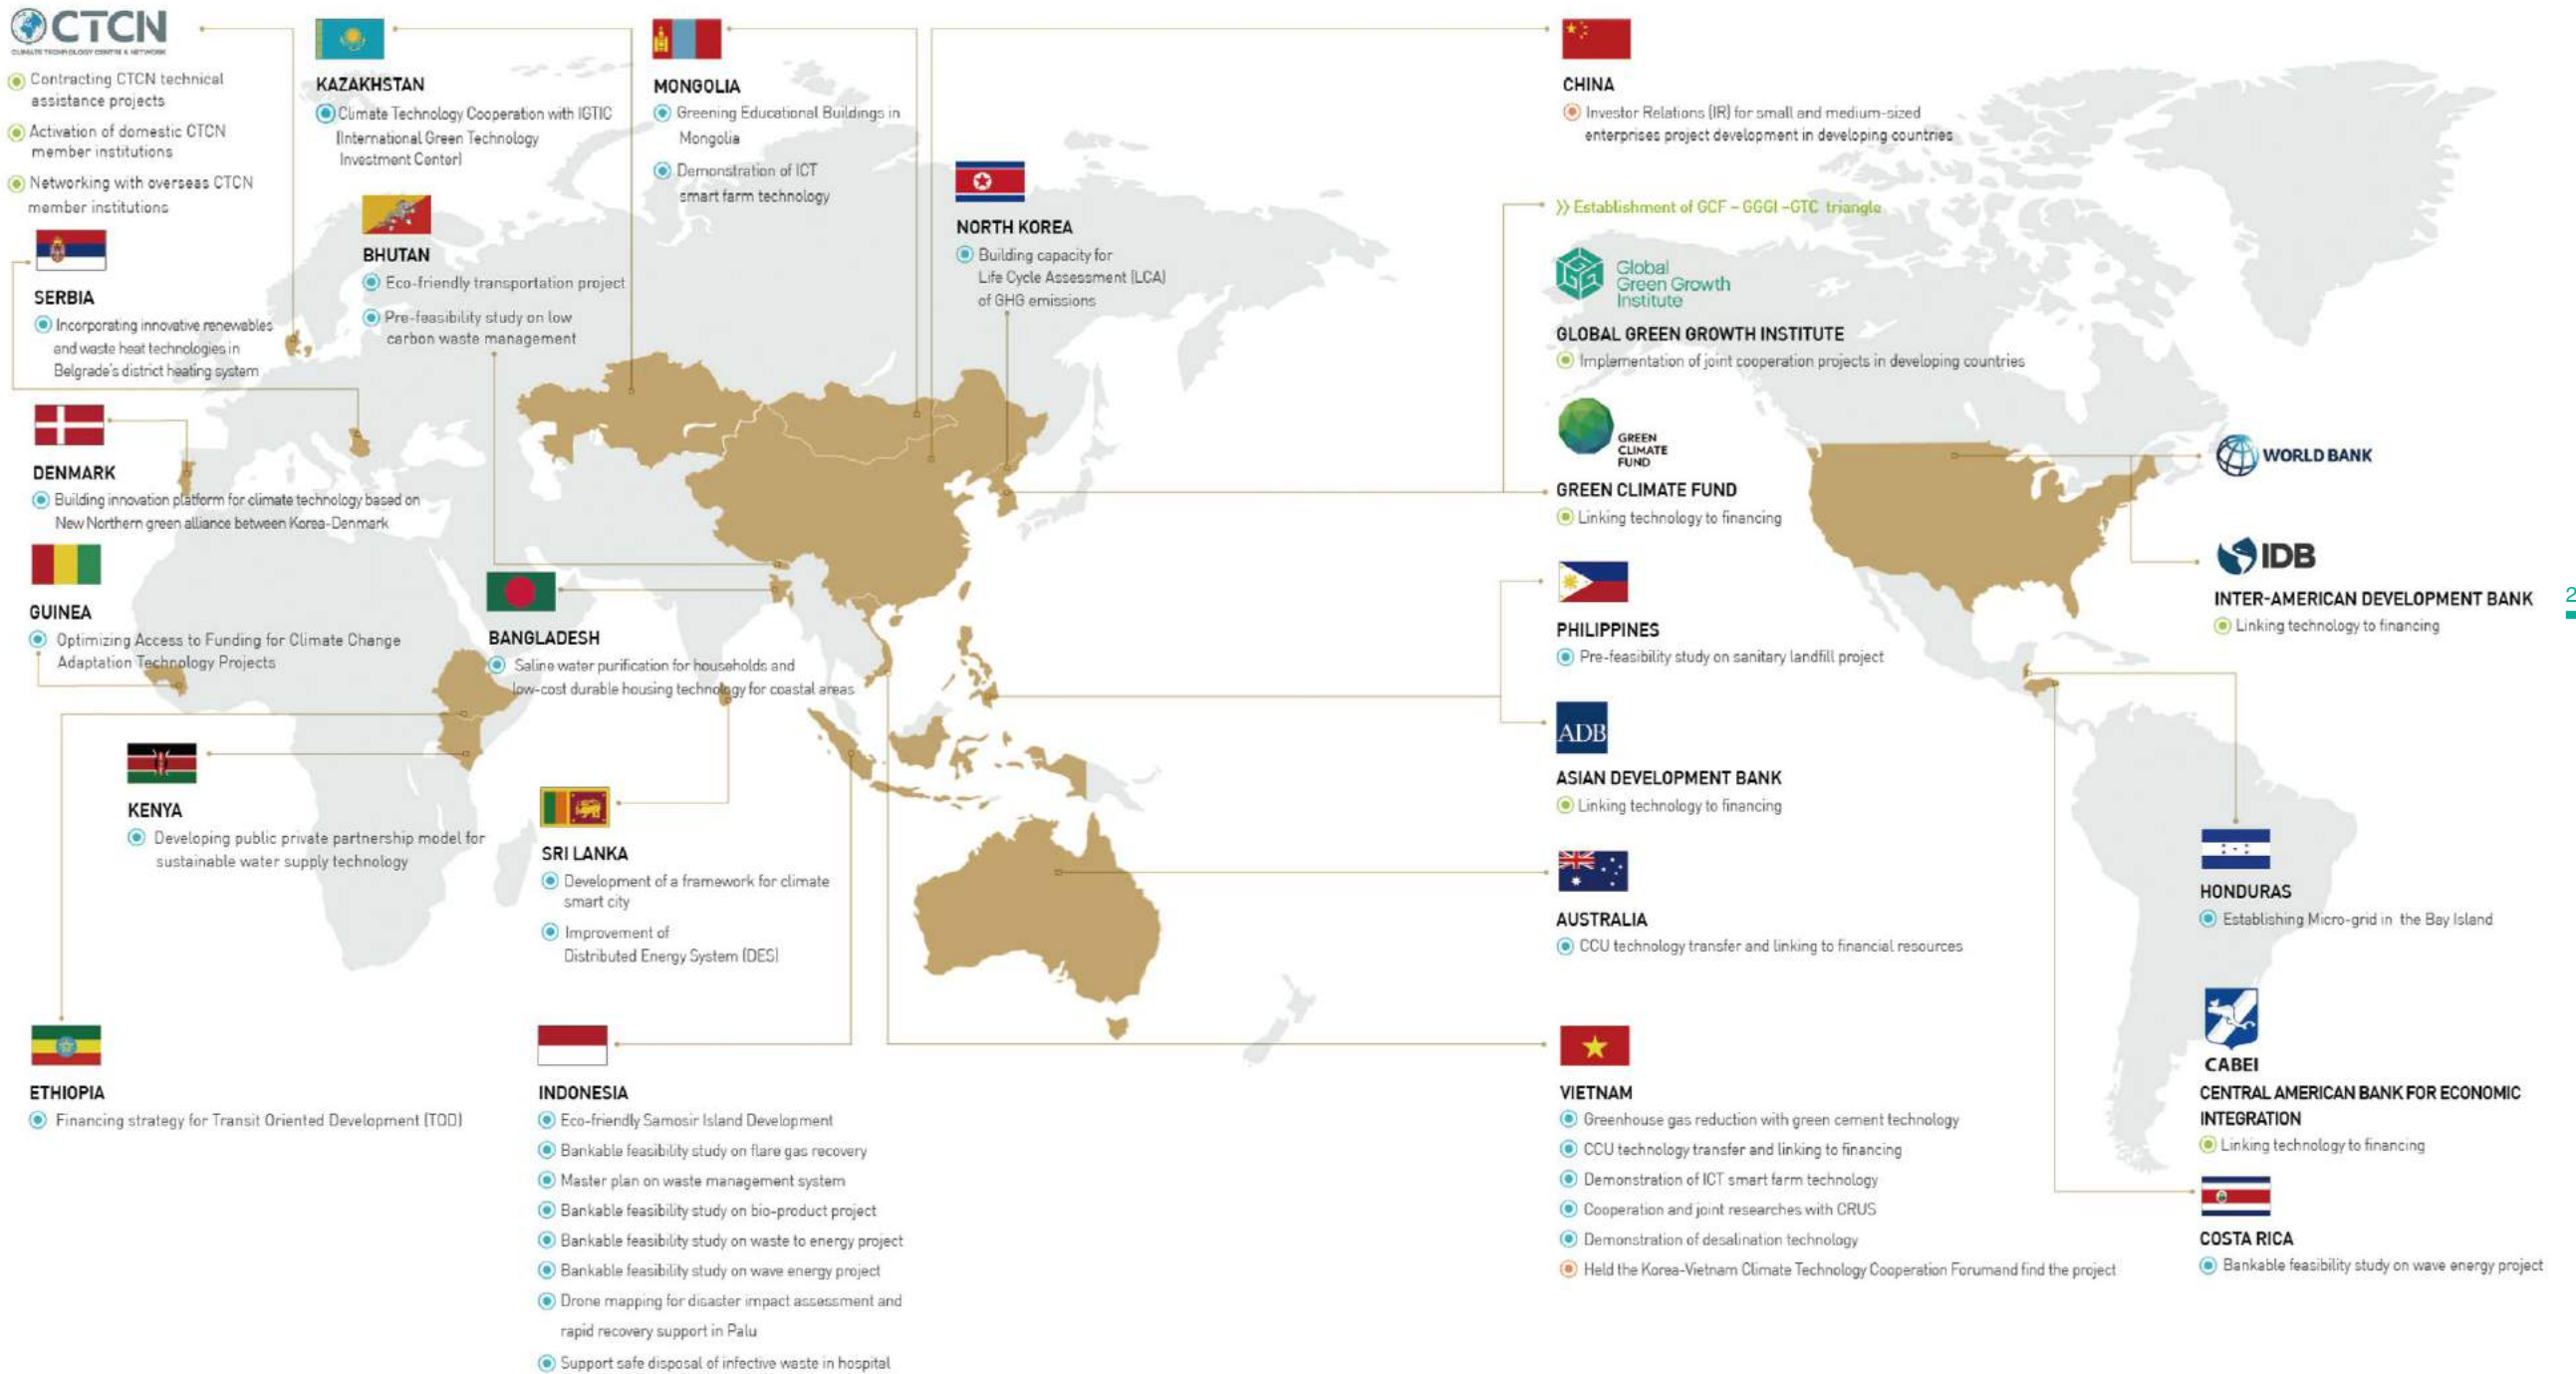 CTCN
CLIMATE TECHNOLOGY CENTRE & NETWORK
Contracting CTCN technical
assistance projects
Activation of domestic CTCN
member institutions
Networking with overseas CTCN
member institutions
SERBIA
Incorporating innovative renewables
and waste heat technologies in
Belgrade's district heating system
DENMARK
Building innovation platform for climate technology based on
New Northern green alliance between Korea-Denmark
GUINEA
Optimizing Access to Funding for Climate Change
Adaptation Technology Projects
KENYA
Developing public private partnership model for
sustainable water supply technology
ETHIOPIA
Financing strategy for Transit Oriented Development (TOD)
KAZAKHSTAN
Climate Technology Cooperation with IGTIC
(International Green Technology
Investment Center)
BHUTAN
Eco-friendly transportation project
Pre-feasibility study on low
carbon waste management
BANGLADESH
Saline water purification for households and
low-cost durable housing technology for coastal areas
SRI LANKA
Development of a framework for climate
smart city
Improvement of
Distributed Energy System (DES)
INDONESIA
Eco-friendly Samosir Island Development
Bankable feasibility study on flare gas recovery
Master plan on waste management system
Bankable feasibility study on bio-product project
Bankable feasibility study on waste to energy project
Bankable feasibility study on wave energy project
Drone mapping for disaster impact assessment and
rapid recovery support in Palu
Support safe disposal of infective waste in hospital
MONGOLIA
Greening Educational Buildings in
Mongolia
Demonstration of ICT
smart farm technology
NORTH KOREA
Building capacity for
Life Cycle Assessment (LCA)
of GHG emissions
CHINA
Investor Relations (IR) for small and medium-sized
enterprises project development in developing countries
》 Establishment of GCF – GGGI –GTC triangle
Global
Green Growth
Institute
GLOBAL GREEN GROWTH INSTITUTE
Implementation of joint cooperation projects in developing countries
GREEN
CLIMATE
FUND
GREEN CLIMATE FUND
Linking technology to financing
PHILIPPINES
Pre-feasibility study on sanitary landfill project
ADB
ASIAN DEVELOPMENT BANK
Linking technology to financing
AUSTRALIA
CCU technology transfer and linking to financial resources
VIETNAM
Greenhouse gas reduction with green cement technology
CCU technology transfer and linking to financing
Demonstration of ICT smart farm technology
Cooperation and joint researches with CRUS
Demonstration of desalination technology
Held the Korea-Vietnam Climate Technology Cooperation Forumand find the project
WORLD BANK
IDB
INTER-AMERICAN DEVELOPMENT BANK
Linking technology to financing
HONDURAS
Establishing Micro-grid in the Bay Island
CABEI
CENTRAL AMERICAN BANK FOR ECONOMIC
INTEGRATION
Linking technology to financing
COSTA RICA
Bankable feasibility study on wave energy project
2